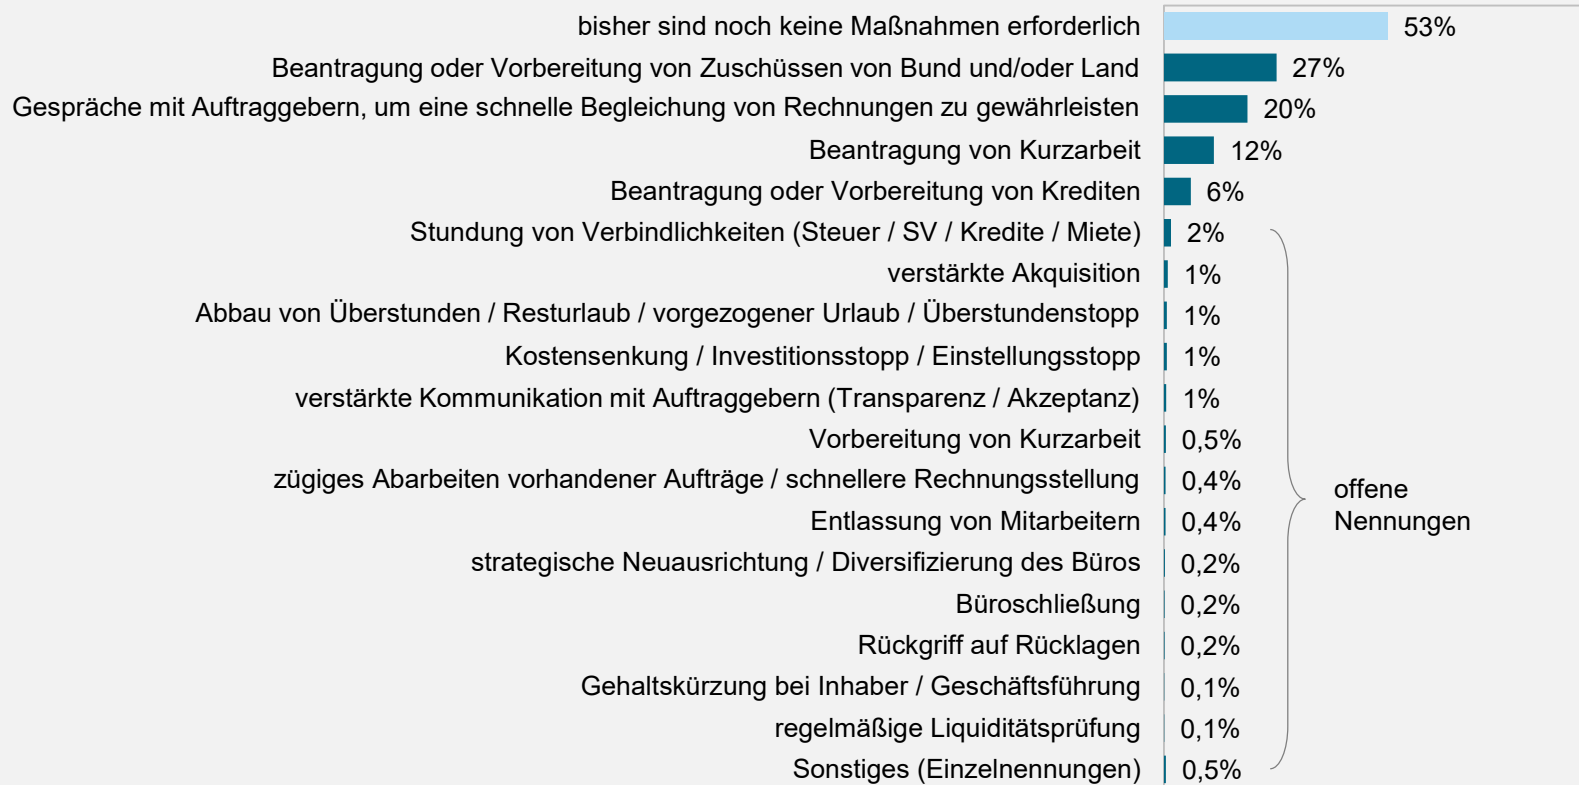 bisher sind noch keine Maßnahmen erforderlich 53%
Beantragung oder Vorbereitung von Zuschüssen von Bund und/oder Land 27%
Gespräche mit Auftraggebern, um eine schnelle Begleichung von Rechnungen zu gewährleisten 20%
Beantragung von Kurzarbeit 12%
Beantragung oder Vorbereitung von Krediten 6%
Stundung von Verbindlichkeiten (Steuer / SV / Kredite / Miete) 2%
verstärkte Akquisition 1%
Abbau von Überstunden / Resturlaub / vorgezogener Urlaub / Überstundenstopp 1%
Kostensenkung / Investitionsstopp / Einstellungsstopp 1%
verstärkte Kommunikation mit Auftraggebern (Transparenz / Akzeptanz) 1%
Vorbereitung von Kurzarbeit 0,5%
zügiges Abarbeiten vorhandener Aufträge / schnellere Rechnungsstellung 0,4%
Entlassung von Mitarbeitern 0,4%
strategische Neuausrichtung / Diversifizierung des Büros 0,2%
Büroschließung 0,2%
Rückgriff auf Rücklagen 0,2%
Gehaltskürzung bei Inhaber / Geschäftsführung 0,1%
regelmäßige Liquiditätsprüfung 0,1%
Sonstiges (Einzelnennungen) 0,5%
offene
Nennungen